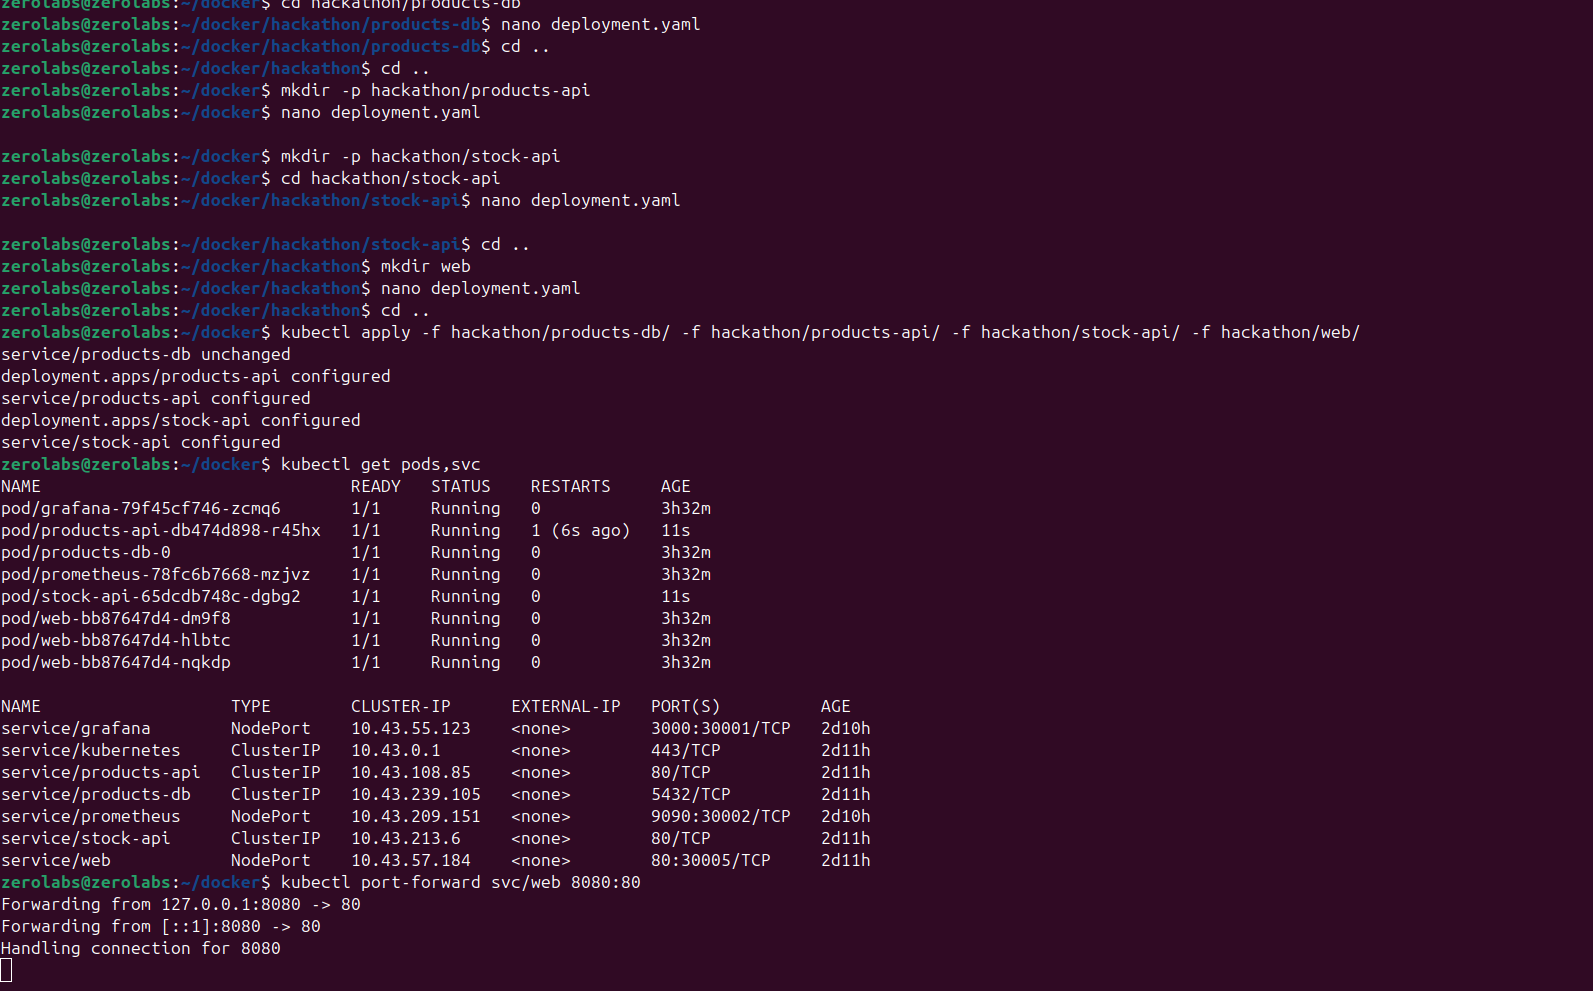 zerolabs@zerolabs:~/docker$ cd hackathon/products-db
zerolabs@zerolabs:~/docker/hackathon/products-db$ nano deployment.yaml
zerolabs@zerolabs:~/docker/hackathon/products-db$ cd ..
zerolabs@zerolabs:~/docker/hackathon$ cd ..
zerolabs@zerolabs:~/docker$ mkdir -p hackathon/products-api
zerolabs@zerolabs:~/docker$ nano deployment.yaml
zerolabs@zerolabs:~/docker$ mkdir -p hackathon/stock-api
zerolabs@zerolabs:~/docker$ cd hackathon/stock-api
zerolabs@zerolabs:~/docker/hackathon/stock-api$ nano deployment.yaml
zerolabs@zerolabs:~/docker/hackathon/stock-api$ cd ..
zerolabs@zerolabs:~/docker/hackathon$ mkdir web
zerolabs@zerolabs:~/docker/hackathon$ nano deployment.yaml
zerolabs@zerolabs:~/docker/hackathon$ cd ..
zerolabs@zerolabs:~/docker$ kubectl apply -f hackathon/products-db/ -f hackathon/products-api/ -f hackathon/stock-api/ -f hackathon/web/
service/products-db unchanged
deployment.apps/products-api configured
service/products-api configured
deployment.apps/stock-api configured
service/stock-api configured
zerolabs@zerolabs:~/docker$ kubectl get pods,svc
NAME                               READY   STATUS    RESTARTS     AGE
pod/grafana-79f45cf746-zcmq6       1/1     Running   0            3h32m
pod/products-api-db474d898-r45hx   1/1     Running   1 (6s ago)   11s
pod/products-db-0                  1/1     Running   0            3h32m
pod/prometheus-78fc6b7668-mzjvz    1/1     Running   0            3h32m
pod/stock-api-65dcdb748c-dgbg2     1/1     Running   0            11s
pod/web-bb87647d4-dm9f8            1/1     Running   0            3h32m
pod/web-bb87647d4-hlbtc            1/1     Running   0            3h32m
pod/web-bb87647d4-nqkdp            1/1     Running   0            3h32m
NAME                   TYPE        CLUSTER-IP      EXTERNAL-IP   PORT(S)          AGE
service/grafana        NodePort    10.43.55.123    <none>        3000:30001/TCP   2d10h
service/kubernetes     ClusterIP   10.43.0.1       <none>        443/TCP          2d11h
service/products-api   ClusterIP   10.43.108.85    <none>        80/TCP           2d11h
service/products-db    ClusterIP   10.43.239.105   <none>        5432/TCP         2d11h
service/prometheus     NodePort    10.43.209.151   <none>        9090:30002/TCP   2d10h
service/stock-api      ClusterIP   10.43.213.6     <none>        80/TCP           2d11h
service/web            NodePort    10.43.57.184    <none>        80:30005/TCP     2d11h
zerolabs@zerolabs:~/docker$ kubectl port-forward svc/web 8080:80
Forwarding from 127.0.0.1:8080 -> 80
Forwarding from [::1]:8080 -> 80
Handling connection for 8080